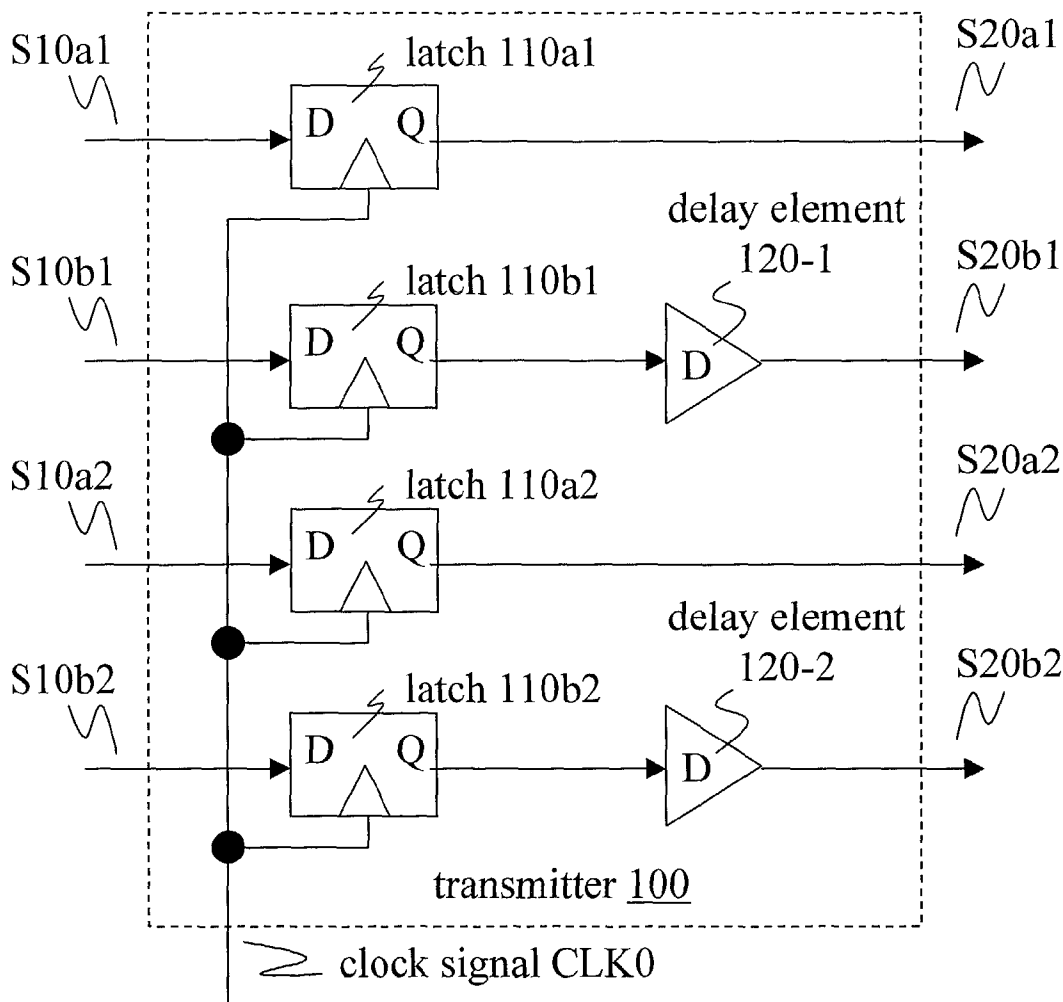 S10a1
latch 110a1
S20a1
D Q
delay element
120-1
S10b1
latch 110b1
S20b1
D Q
D
S10a2
latch 110a2
S20a2
D Q
delay element
120-2
S10b2
latch 110b2
S20b2
D Q
D
transmitter 100
clock signal CLK0